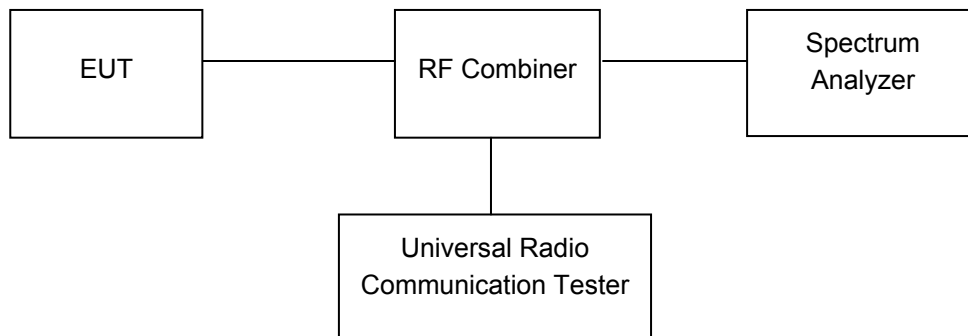 EUT
RF Combiner
Spectrum
Analyzer
Universal Radio
Communication Tester